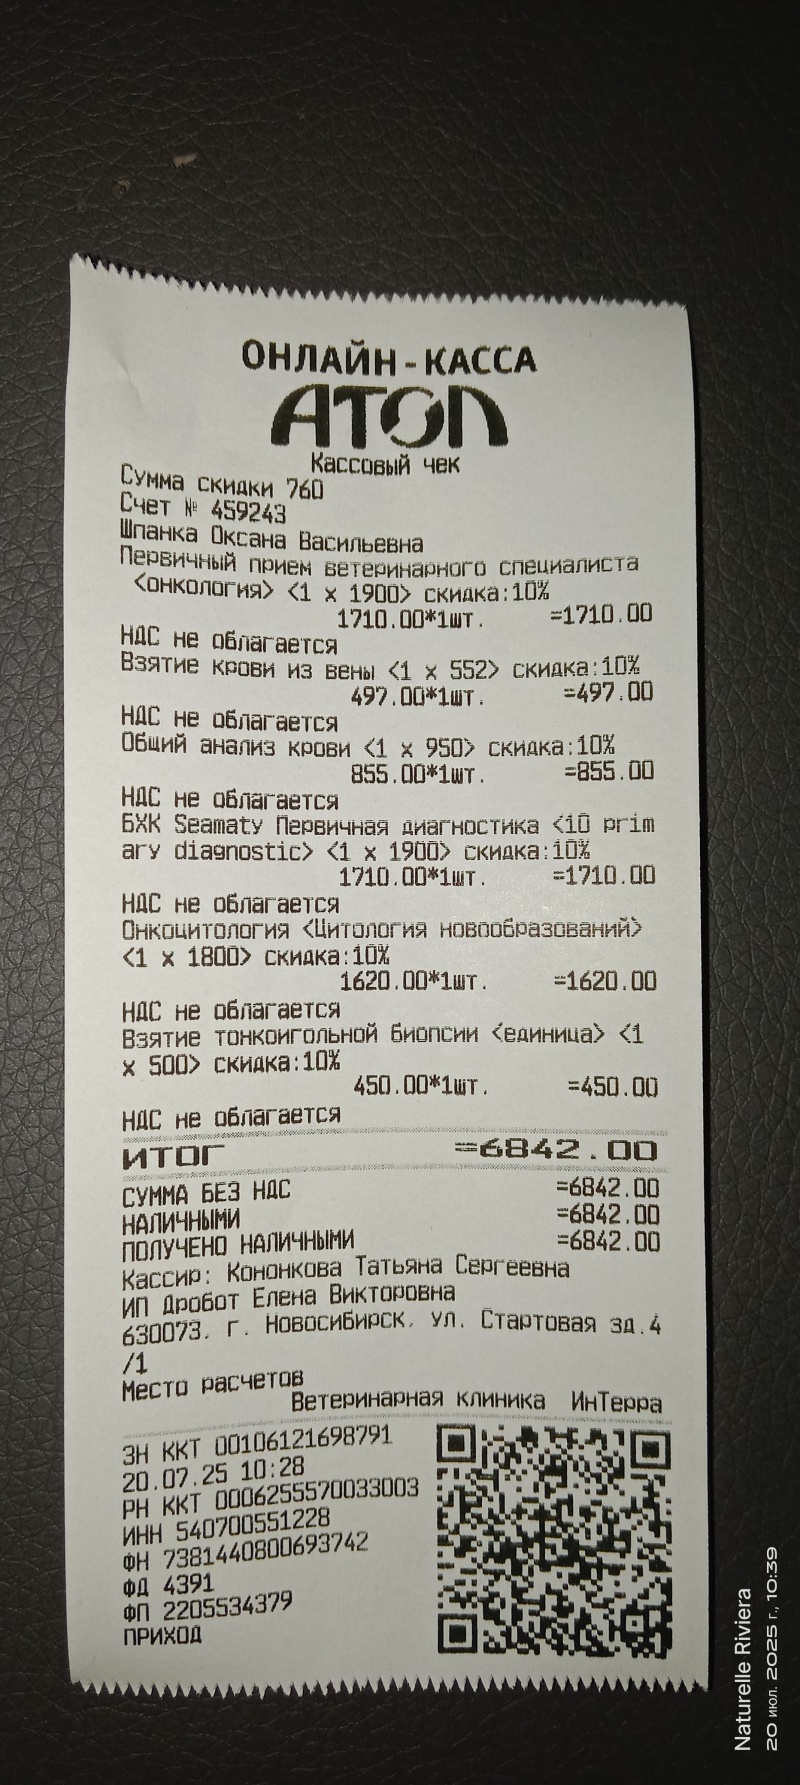 ОНЛАЙН-КАССА
АТОЛ
Кассовый чек
Сумма скидки 760
Счет № 459243
Шпанка Оксана Васильевна
Первичный прием ветеринарного специалиста
<онкология> <1 x 1900> скидка:10%
1710.00*1шт. =1710.00
НДС не облагается
Взятие крови из вены <1 x 552> скидка:10%
497.00*1шт. =497.00
НДС не облагается
Общий анализ крови <1 x 950> скидка:10%
855.00*1шт. =855.00
НДС не облагается
БХК Seamaty Первичная диагностика <10 prim
ary diagnostic> <1 x 1900> скидка:10%
1710.00*1шт. =1710.00
НДС не облагается
Онкоцитология <Цитология новообразований>
<1 x 1800> скидка:10%
1620.00*1шт. =1620.00
НДС не облагается
Взятие тонкоигольной биопсии <единица> <1
x 500> скидка:10%
450.00*1шт. =450.00
НДС не облагается
ИТОГ =6842.00
СУММА БЕЗ НДС =6842.00
НАЛИЧНЫМИ =6842.00
ПОЛУЧЕНО НАЛИЧНЫМИ =6842.00
Кассир: Кононкова Татьяна Сергеевна
ИП Дробот Елена Викторовна
630073. г. Новосибирск, ул. Стартовая зд.4
/1
Место расчетов
Ветеринарная клиника ИнТерра
ЗН ККТ 00106121698791
20.07.25 10:28
РН ККТ 0006255570033003
ИНН 540700551228
ФН 7381440800693742
ФД 4391
ФП 2205534379
ПРИХОД
Naturelle Riviera
20 июл. 2025 г., 10:39